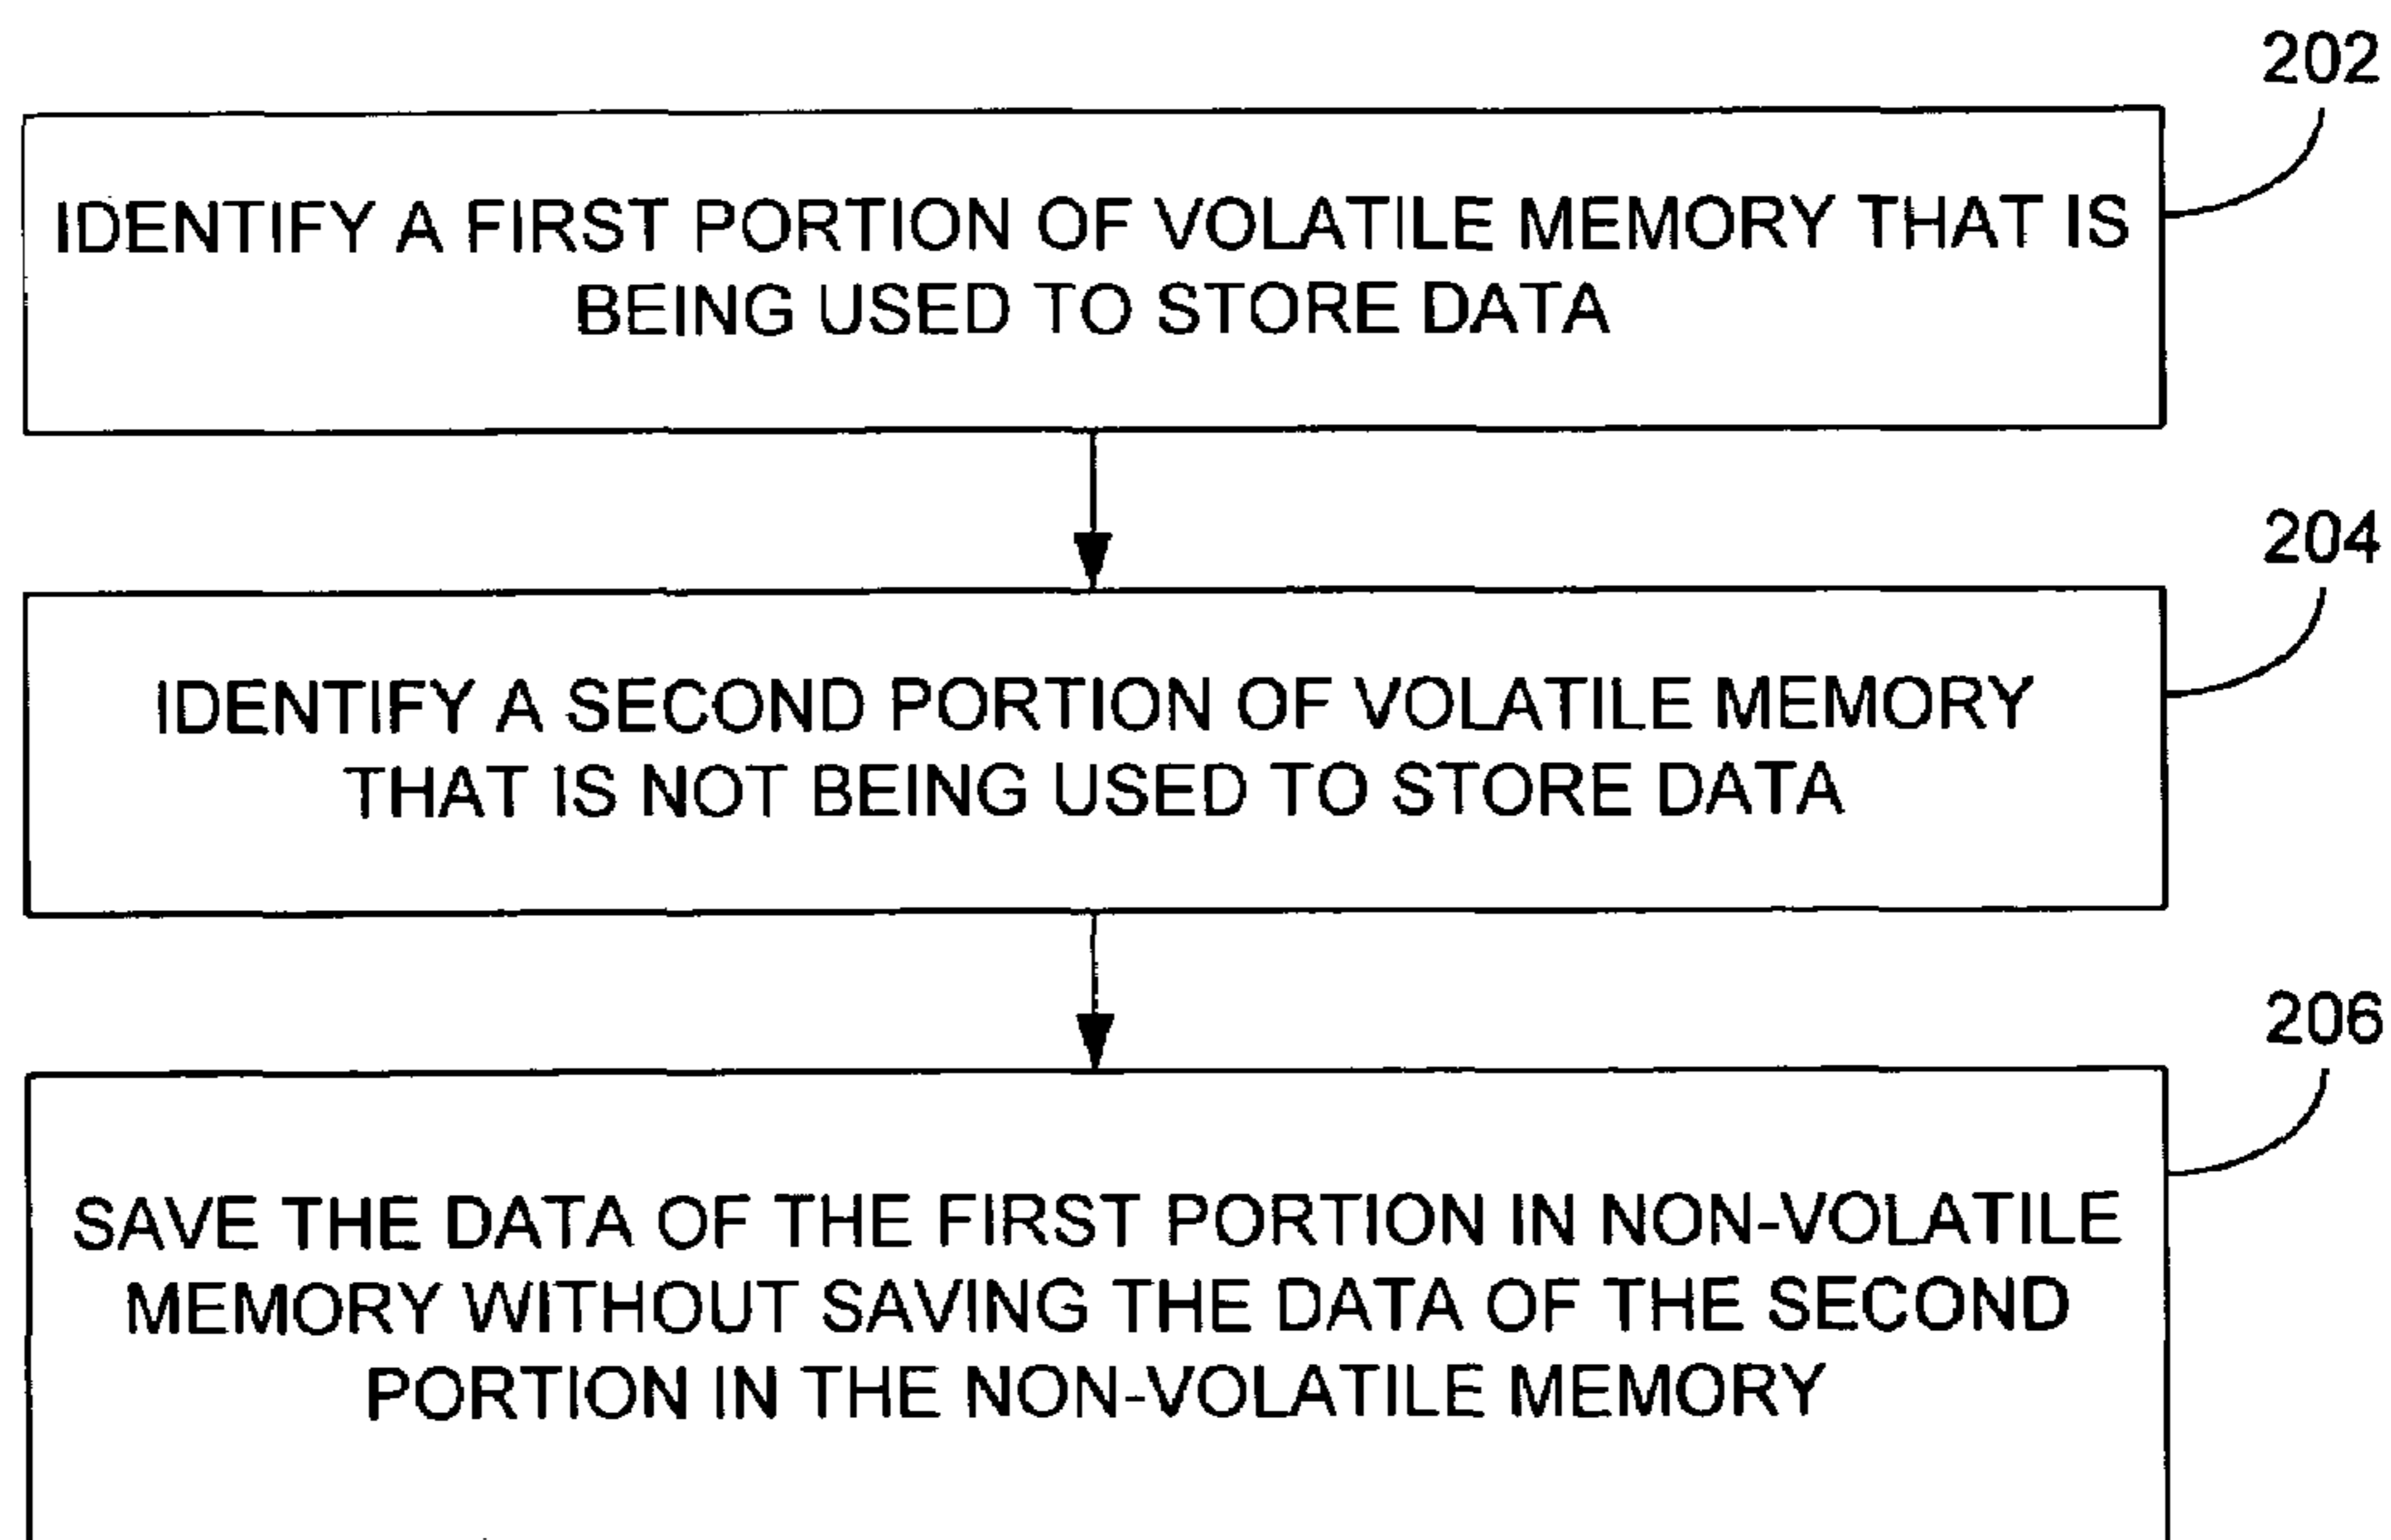 202
IDENTIFY A FIRST PORTION OF VOLATILE MEMORY THAT IS
BEING USED TO STORE DATA
204
IDENTIFY A SECOND PORTION OF VOLATILE MEMORY
THAT IS NOT BEING USED TO STORE DATA
206
SAVE THE DATA OF THE FIRST PORTION IN NON-VOLATILE
MEMORY WITHOUT SAVING THE DATA OF THE SECOND
PORTION IN THE NON-VOLATILE MEMORY